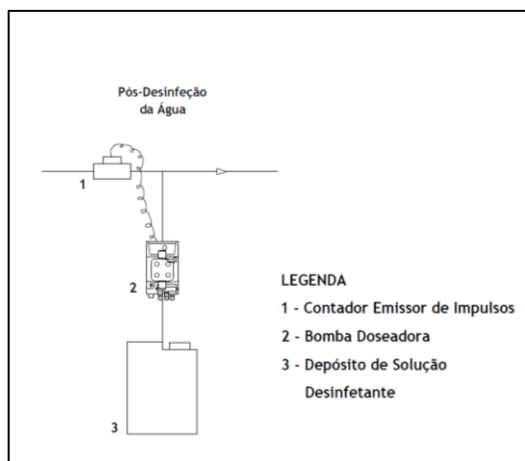 Pós-Desinfeção
da Água
1
2
3
LEGENDA
1 - Contador Emissor de Impulsos
2 - Bomba Doseadora
3 - Depósito de Solução
Desinfetante